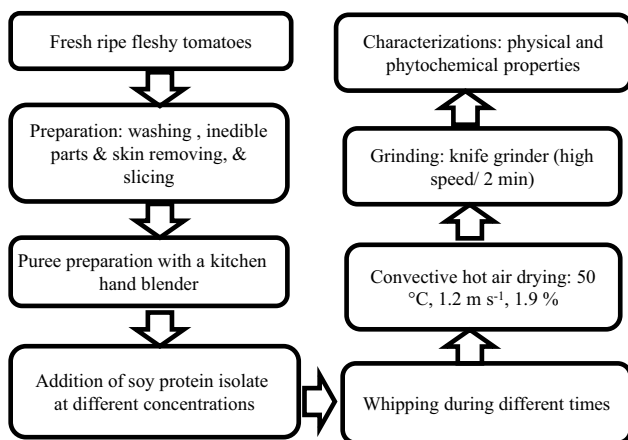 Fresh ripe fleshy tomatoes
Preparation: washing , inedible
parts & skin removing, &
slicing
Puree preparation with a kitchen
hand blender
Addition of soy protein isolate
at different concentrations
Whipping during different times
Convective hot air drying: 50
°C, 1.2 m s-1, 1.9 %
Grinding: knife grinder (high
speed/ 2 min)
Characterizations: physical and
phytochemical properties